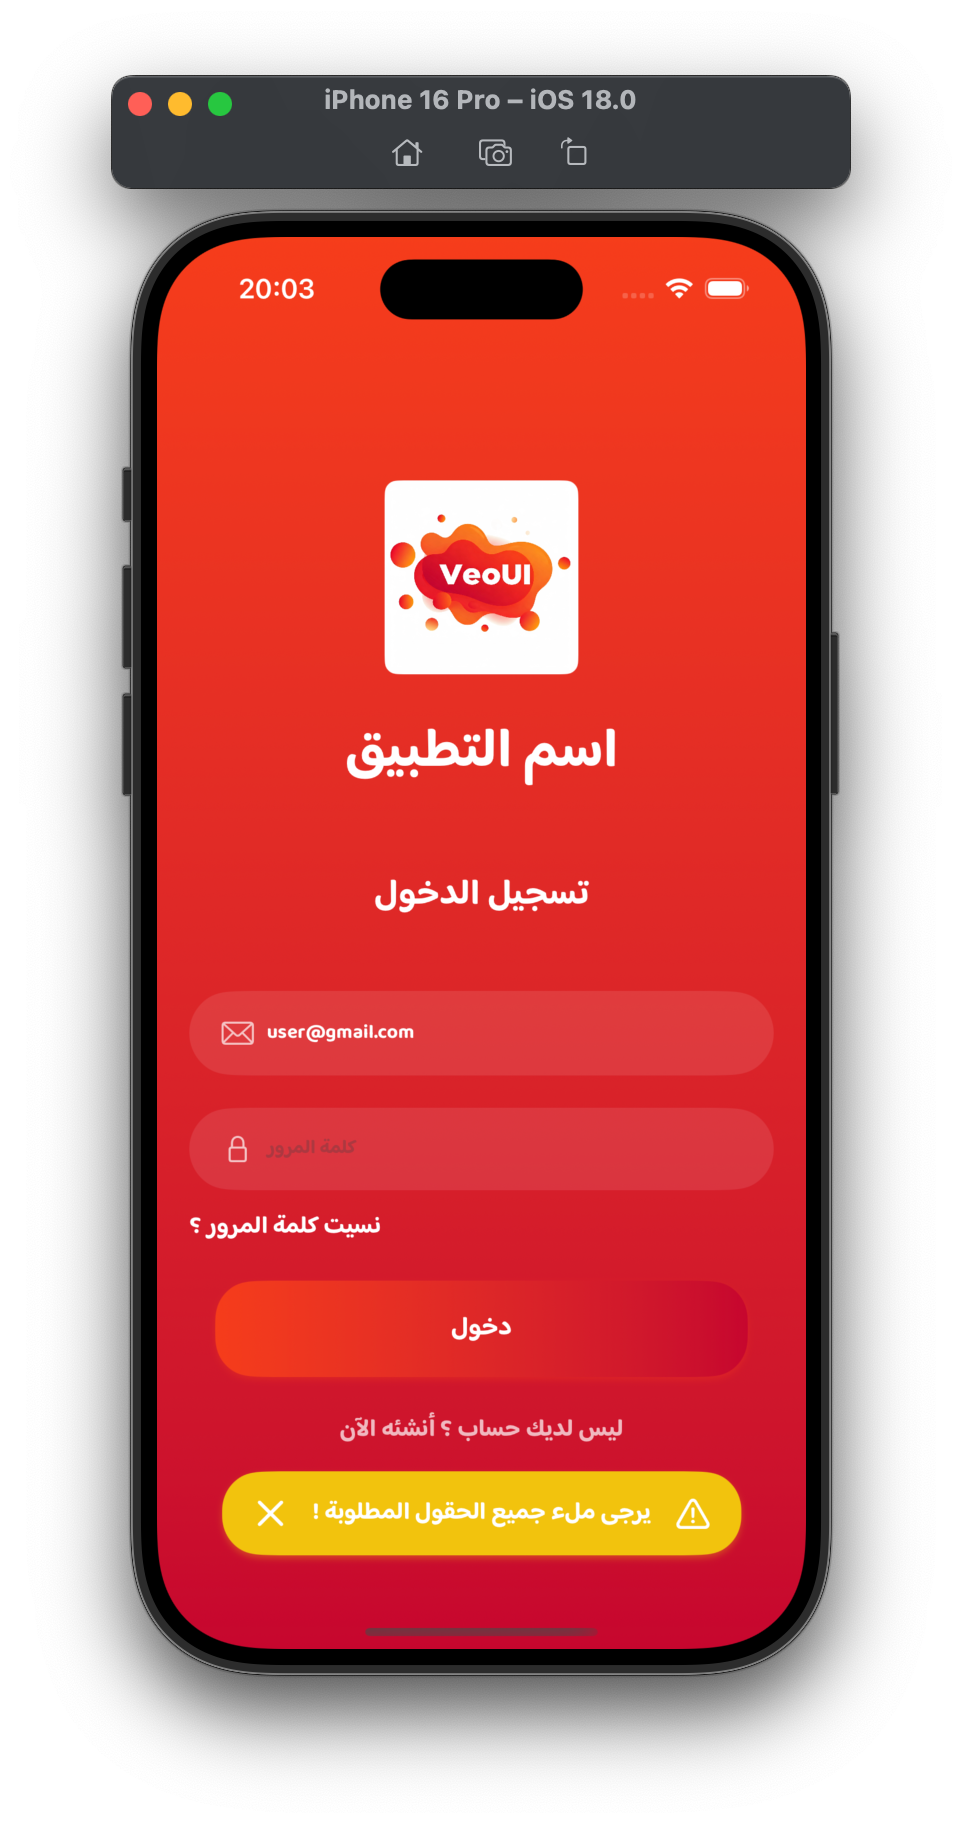 iPhone 16 Pro – iOS 18.0
20:03
VeoUI
اسم التطبيق
تسجيل الدخول
user@gmail.com
كلمة المرور
نسيت كلمة المرور ؟
دخول
ليس لديك حساب ؟ أنشئه الآن
يرجى ملء جميع الحقول المطلوبة !